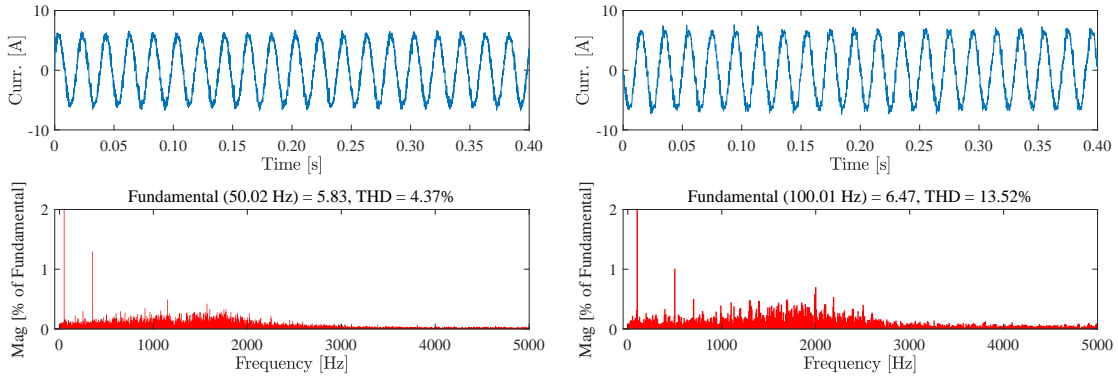 10
0
-10
Curr. [A]
0 0.05 0.10 0.15 0.20 0.25 0.30 0.35 0.40
Time [s]
Fundamental (50.02 Hz) = 5.83, THD = 4.37%
2
1
0
Mag [% of Fundamental]
0 1000 2000 3000 4000 5000
Frequency [Hz]
10
0
-10
Curr. [A]
0 0.05 0.10 0.15 0.20 0.25 0.30 0.35 0.40
Time [s]
Fundamental (100.01 Hz) = 6.47, THD = 13.52%
2
1
0
Mag [% of Fundamental]
0 1000 2000 3000 4000 5000
Frequency [Hz]